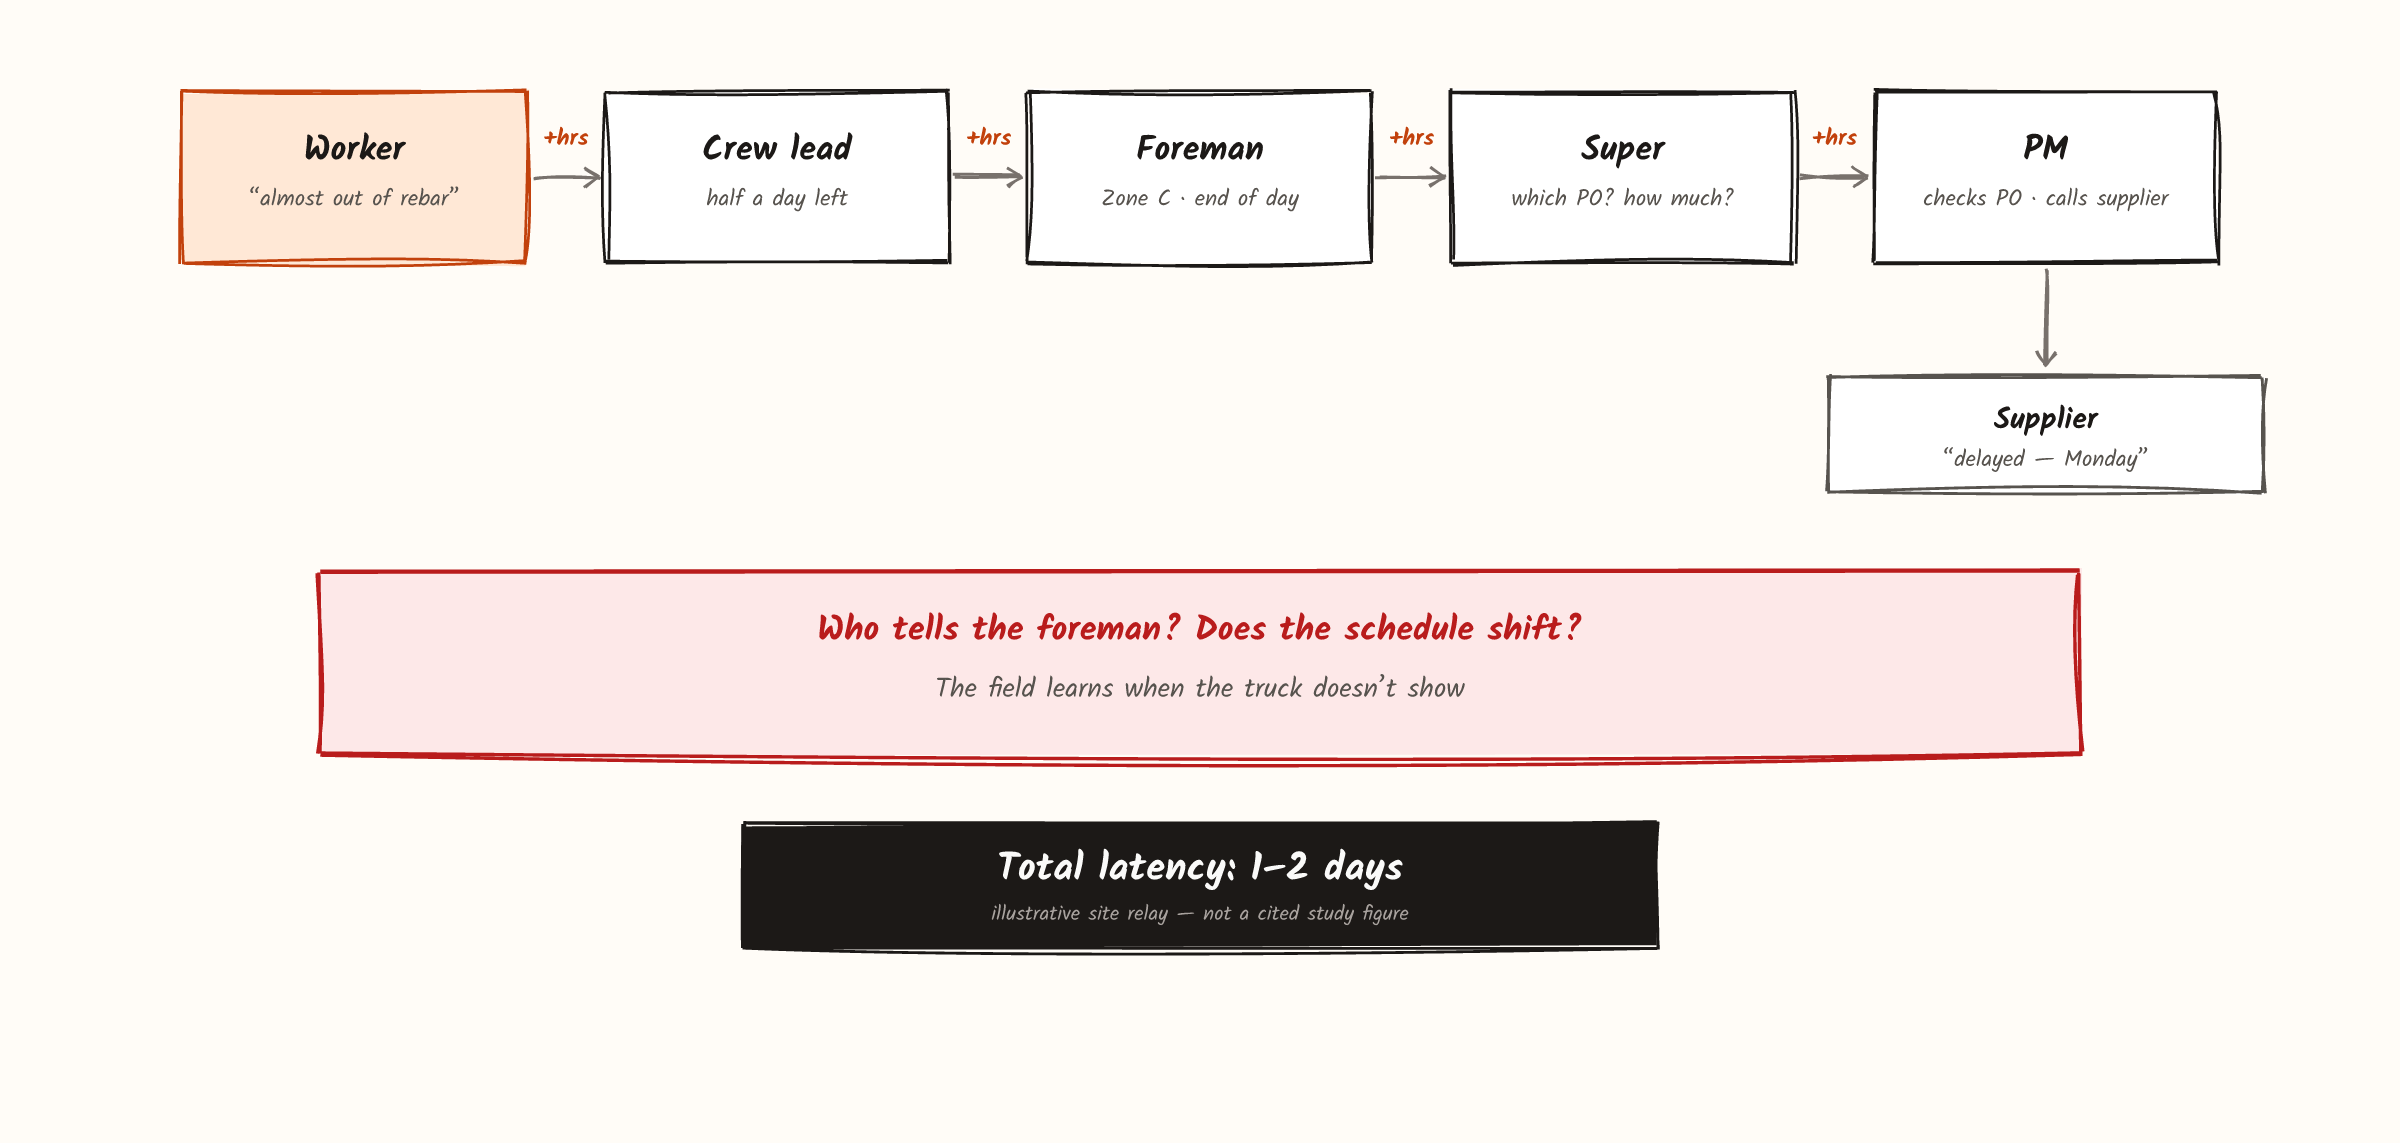 Worker
“almost out of rebar”
+hrs
Crew lead
half a day left
+hrs
Foreman
Zone C · end of day
+hrs
Super
which PO? how much?
+hrs
PM
checks PO · calls supplier
Supplier
“delayed — Monday”
Who tells the foreman? Does the schedule shift?
The field learns when the truck doesn’t show
Total latency: 1–2 days
illustrative site relay — not a cited study figure